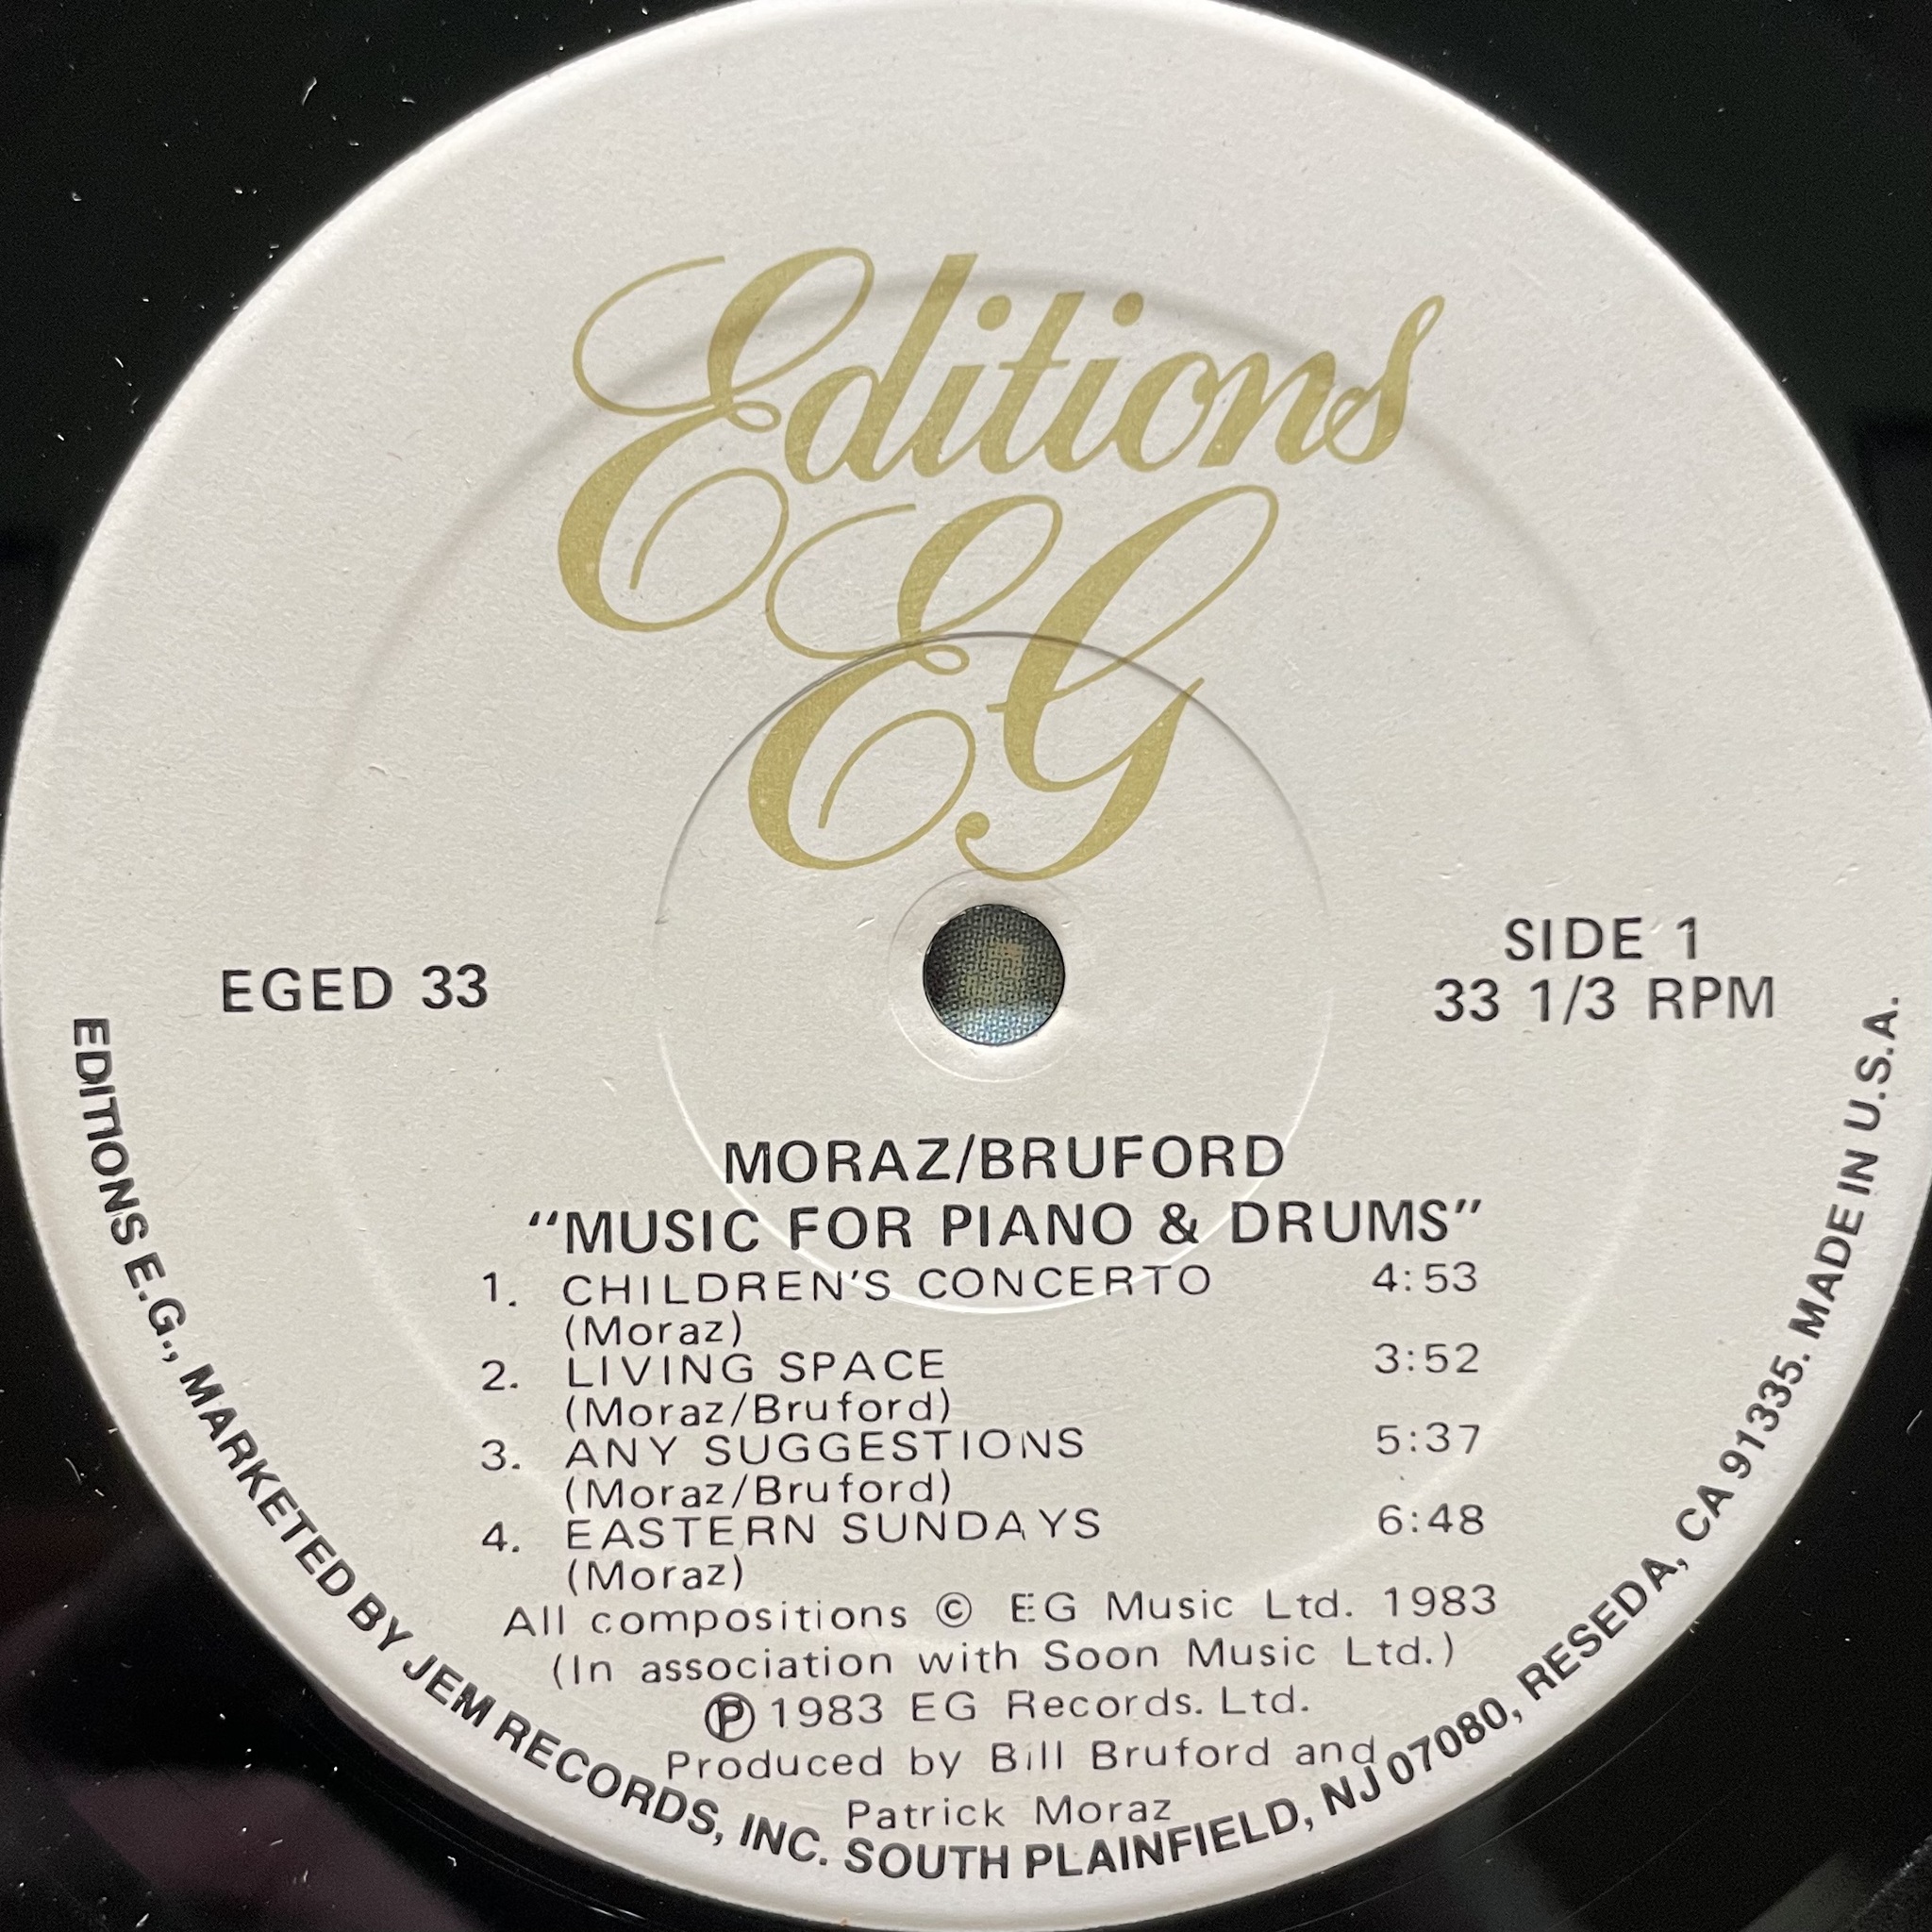 Editions
EG
EGED 33
SIDE 1
33 1/3 RPM
MORAZ/BRUFORD
“MUSIC FOR PIANO & DRUMS”
1. CHILDREN'S CONCERTO 4:53
(Moraz)
2. LIVING SPACE 3:52
(Moraz/Bruford)
3. ANY SUGGESTIONS 5:37
(Moraz/Bruford)
4. EASTERN SUNDAYS 6:48
(Moraz)
All compositions © EG Music Ltd. 1983
(In association with Soon Music Ltd.)
℗ 1983 EG Records. Ltd.
Produced by Bill Bruford and
Patrick Moraz
EDITIONS E.G., MARKETED BY JEM RECORDS, INC. SOUTH PLAINFIELD, NJ 07080, RESEDA, CA 91335. MADE IN U.S.A.